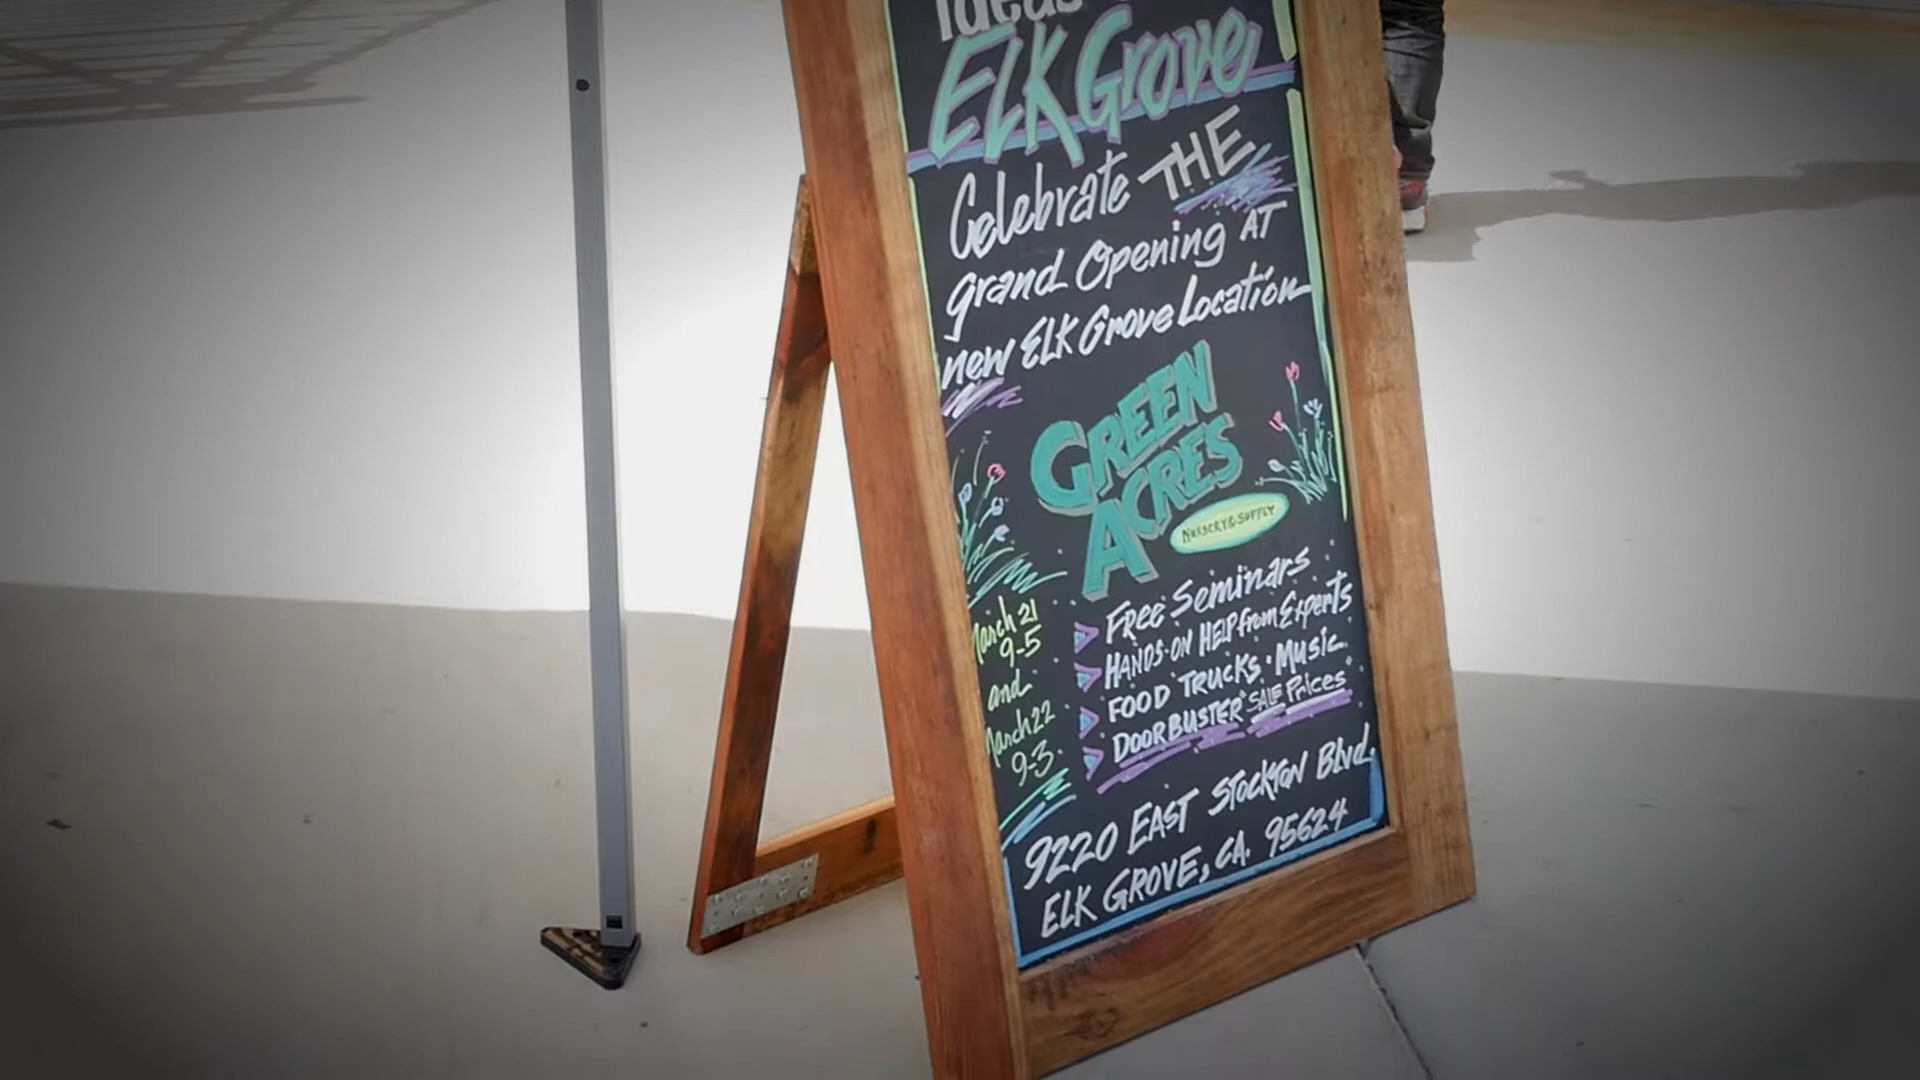 Ideas
Elk Grove
Celebrate THE
grand Opening AT
new Elk Grove Location
GREEN
ACRES
NURSERY & SUPPLY
Free Seminars
HANDS-ON HELP from Experts
FOOD TRUCKS • Music
DOORBUSTER SALE Prices
March 21
9-5
and
March 22
9-3
9220 EAST STOCKTON Blvd.
ELK GROVE, CA. 95624